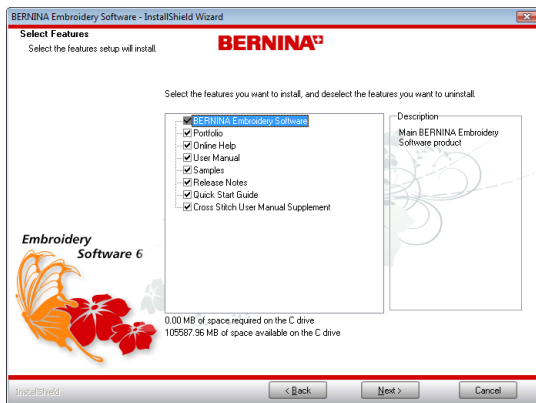 BERNINA Embroidery Software - InstallShield Wizard
Select Features
Select the features setup will install.
BERNINA
Select the features you want to install, and deselect the features you want to uninstall.
BERNINA Embroidery Software
Portfolio
Online Help
User Manual
Samples
Release Notes
Quick Start Guide
Cross Stitch User Manual Supplement
Description
Main BERNINA Embroidery
Software product
Embroidery
Software 6
0.00 MB of space required on the C drive
105587.96 MB of space available on the C drive
InstallShield
< Back
Next >
Cancel